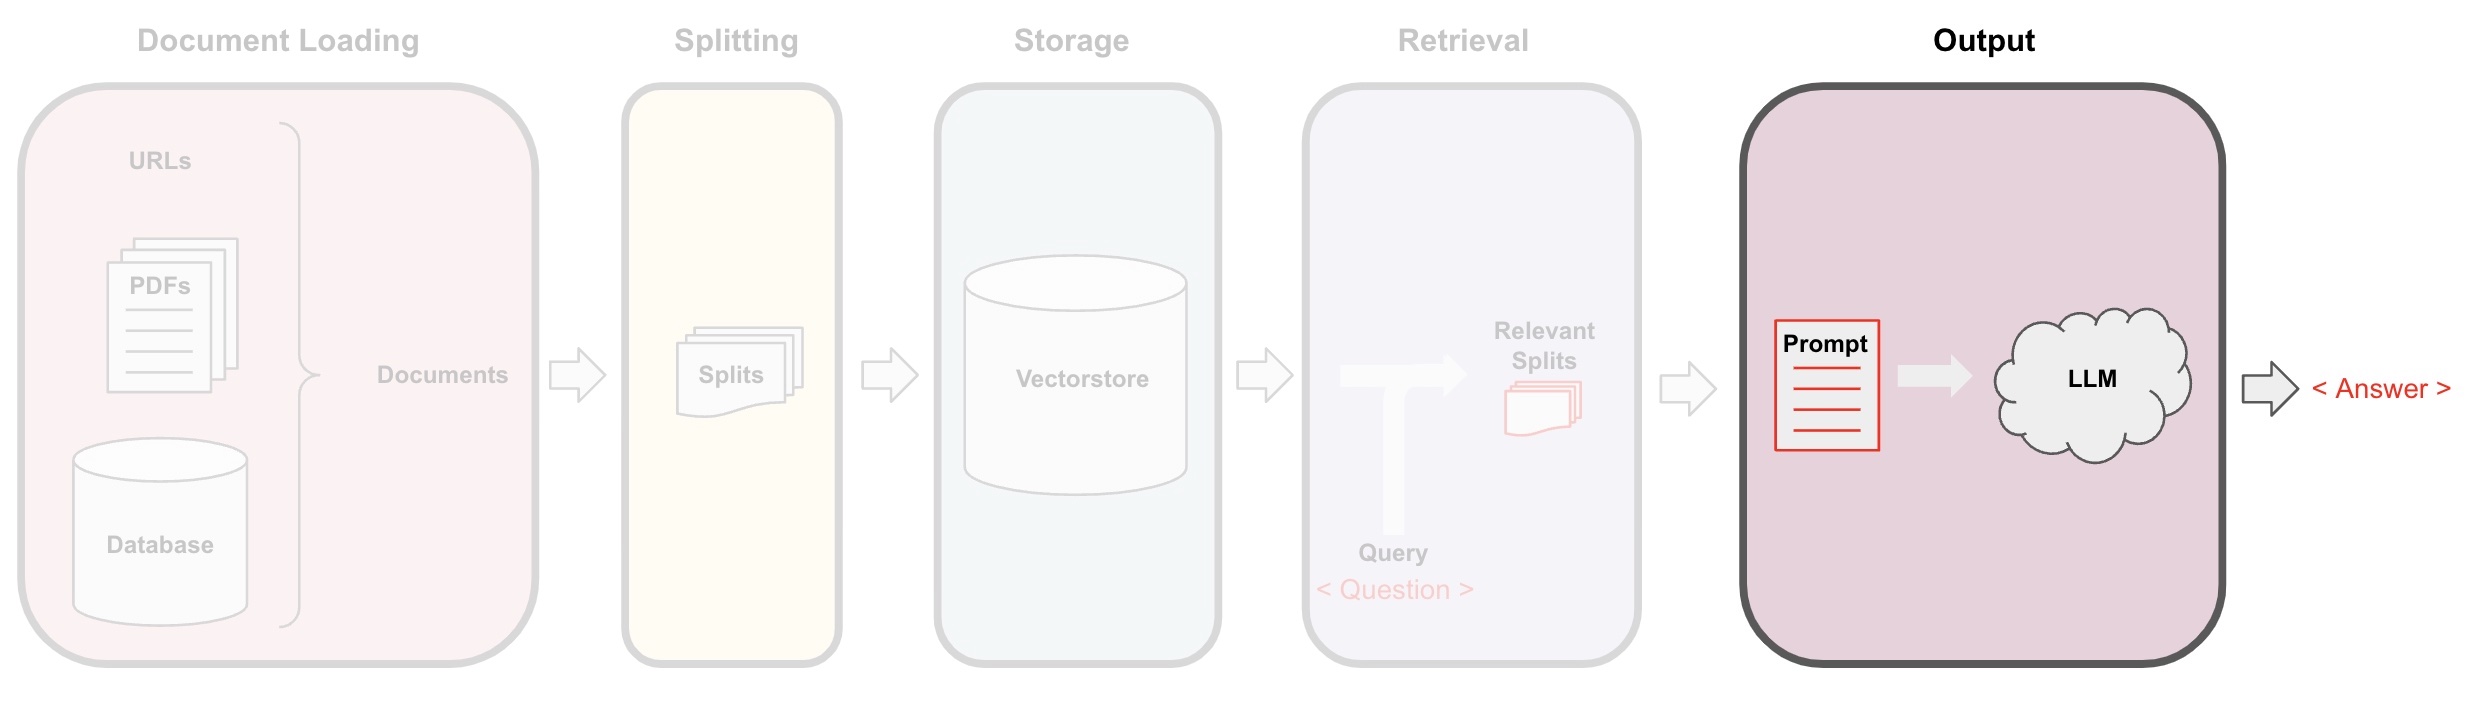 Document Loading
Splitting
Storage
Retrieval
Output
URLs
PDFs
Documents
Database
Splits
Vectorstore
Relevant
Splits
Query
< Question >
Prompt
LLM
< Answer >